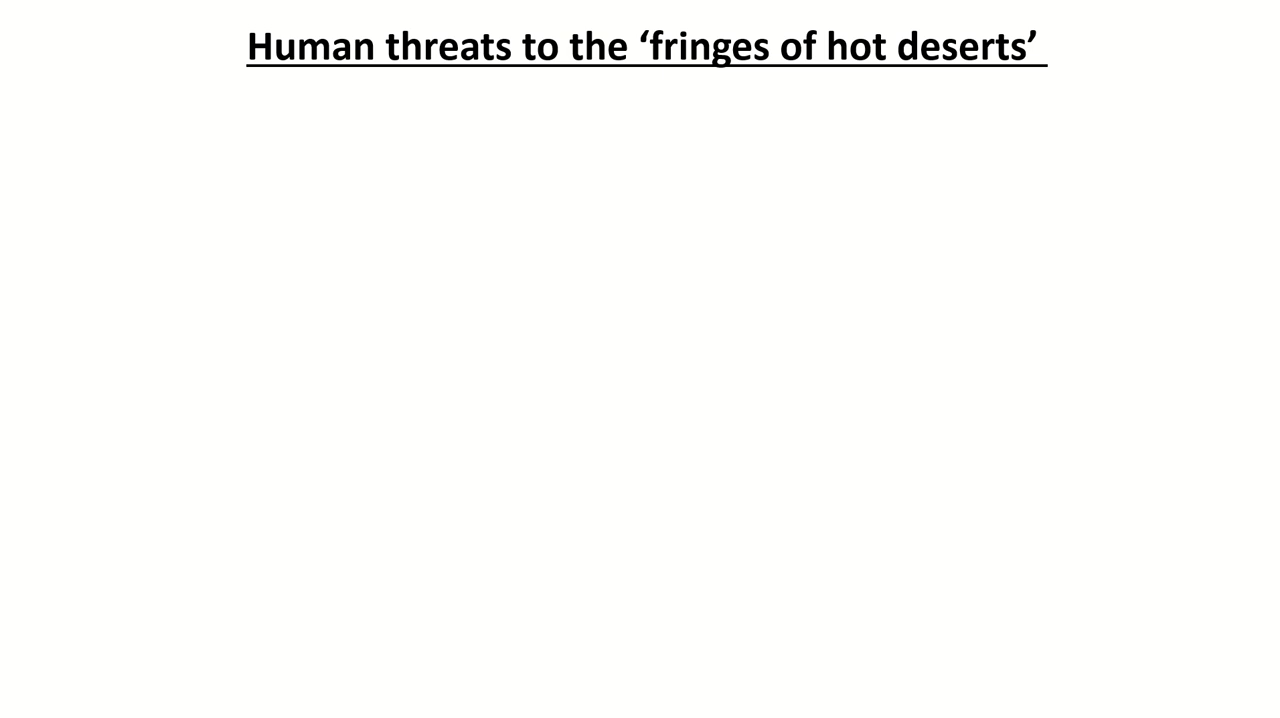 Human threats to the ‘fringes of hot deserts’